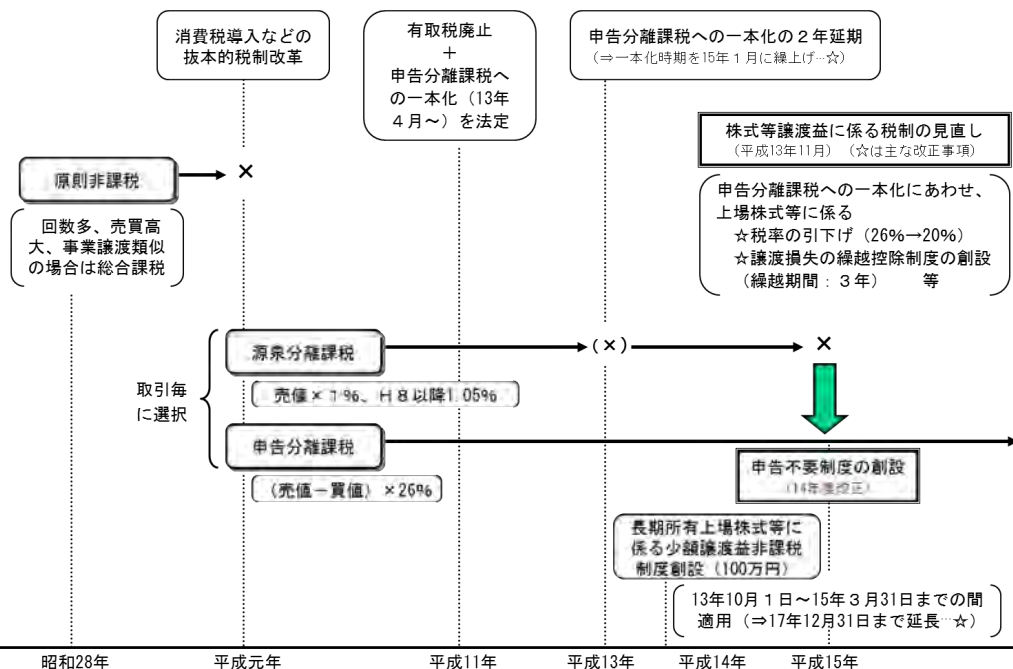 消費税導入などの
抜本的税制改革
有取税廃止
＋
申告分離課税へ
の一本化（13年
４月～）を法定
申告分離課税への一本化の２年延期
（⇒一本化時期を15年１月に繰上げ…☆）
株式等譲渡益に係る税制の見直し
（平成13年11月）（☆は主な改正事項）
原則非課税
×
回数多、売買高
大、事業譲渡類似
の場合は総合課税
申告分離課税への一本化にあわせ、
上場株式等に係る
☆税率の引下げ（26%→20%）
☆譲渡損失の繰越控除制度の創設
（繰越期間：３年）　等
取引毎
に選択
源泉分離課税
（×）
×
売値×1%、Ｈ８以降1.05%
申告分離課税
（売値－買値）×26%
申告不要制度の創設
（14年度改正）
長期所有上場株式等に
係る少額譲渡益非課税
制度創設（100万円）
13年10月１日～15年３月31日までの間
適用（⇒17年12月31日まで延長…☆）
昭和28年
平成元年
平成11年
平成13年
平成14年
平成15年